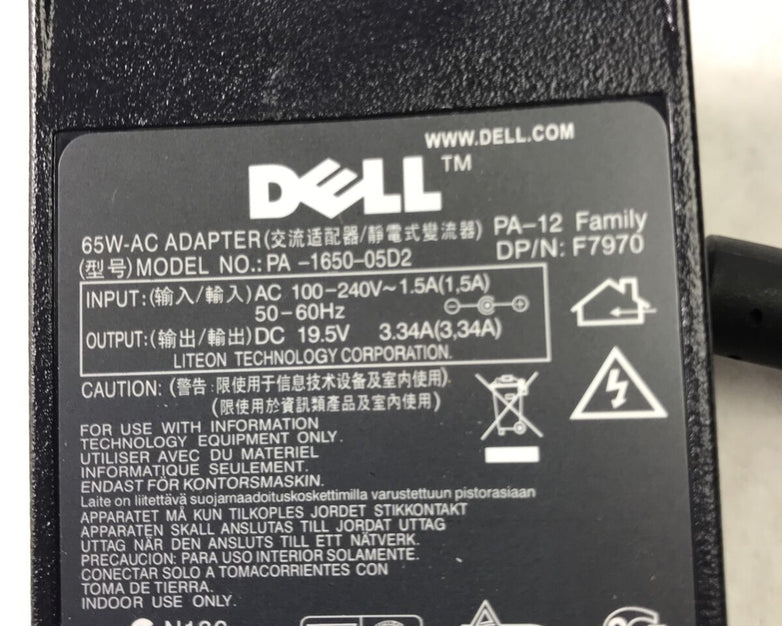 WWW.DELL.COM
DELL™
65W-AC ADAPTER(交流适配器/靜電式變流器) PA-12 Family
(型号)MODEL NO.: PA -1650-05D2 DP/N: F7970
INPUT:(输入/輸入)AC 100-240V~1.5A(1,5A)
50-60Hz
OUTPUT:(输出/輸出)DC 19.5V 3.34A(3,34A)
LITEON TECHNOLOGY CORPORATION.
CAUTION: (警告:限使用于信息技术设备及室内使用).
(限使用於資訊類產品及室內使用)
FOR USE WITH INFORMATION
TECHNOLOGY EQUIPMENT ONLY.
UTILISER AVEC DU MATERIEL
INFORMATIQUE SEULEMENT.
ENDAST FÖR KONTORSMASKIN.
Laite on liitettävä suojamaadoituskoskettimilla varustettuun pistorasiaan
APPARATET MÅ KUN TILKOPLES JORDET STIKKONTAKT
APPARATEN SKALL ANSLUTAS TILL JORDAT UTTAG
UTTAG NÄR DEN ANSLUTS TILL ETT NÄTVERK.
PRECAUCION: PARA USO INTERIOR SOLAMENTE.
CONECTAR SOLO A TOMACORRIENTES CON
TOMA DE TIERRA.
INDOOR USE ONLY.